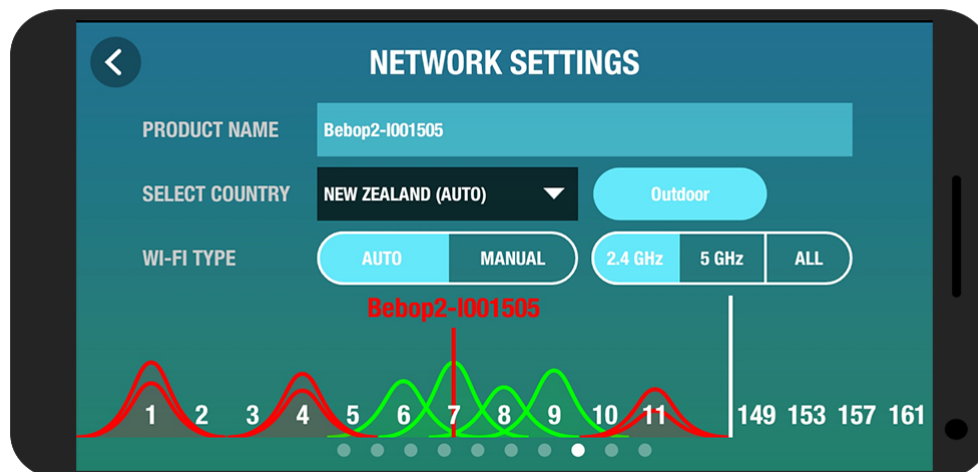 NETWORK SETTINGS
PRODUCT NAME Bebop2-I001505
SELECT COUNTRY NEW ZEALAND (AUTO) Outdoor
WI-FI TYPE AUTO MANUAL 2.4 GHz 5 GHz ALL
Bebop2-I001505
1 2 3 4 5 6 7 8 9 10 11 149 153 157 161